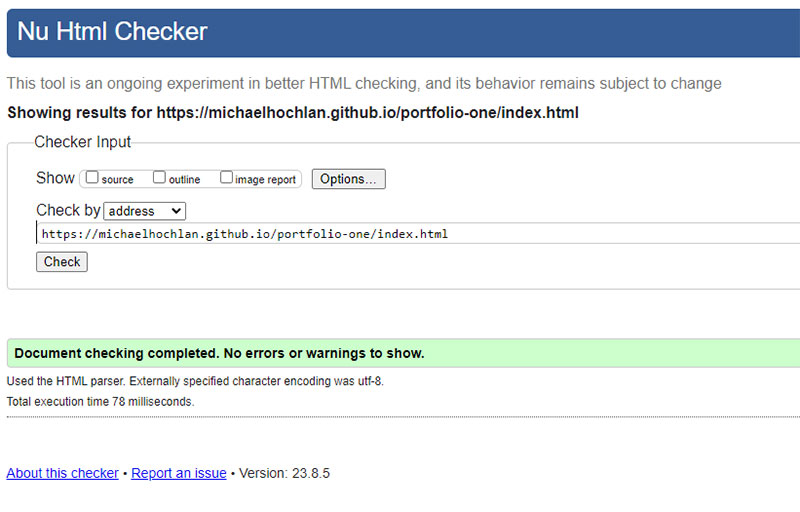 Nu Html Checker
This tool is an ongoing experiment in better HTML checking, and its behavior remains subject to change
Showing results for https://michaelhochlan.github.io/portfolio-one/index.html
Checker Input
Show source outline image report Options...
Check by address
https://michaelhochlan.github.io/portfolio-one/index.html
Check
Document checking completed. No errors or warnings to show.
Used the HTML parser. Externally specified character encoding was utf-8.
Total execution time 78 milliseconds.
About this checker • Report an issue • Version: 23.8.5